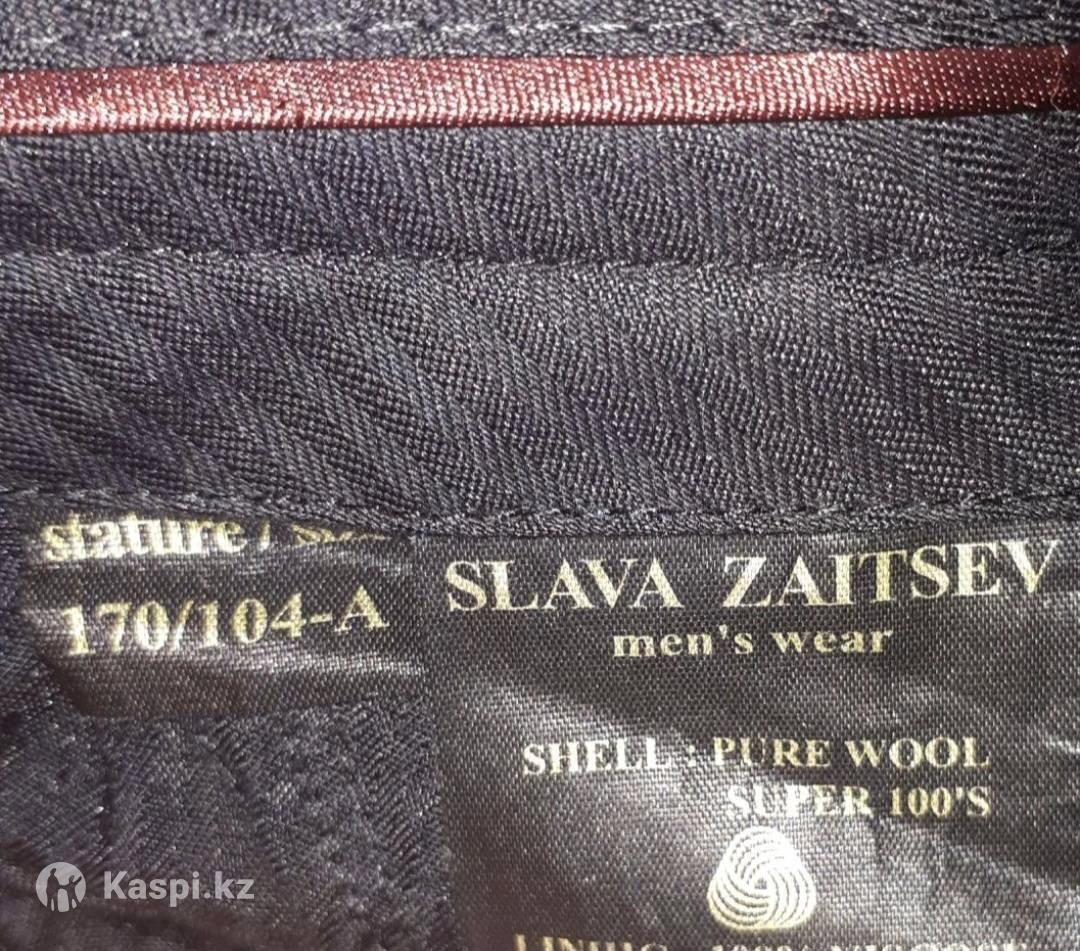 stature /
170/104-A
SLAVA ZAITSEV
men's wear
SHELL : PURE WOOL
SUPER 100'S
Kaspi.kz